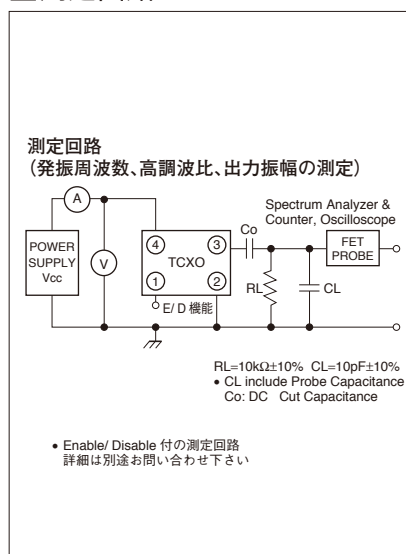 測定回路
(発振周波数、高調波比、出力振幅の測定)
A
Spectrum Analyzer &
Counter, Oscilloscope
Co
POWER
SUPPLY
Vcc
V
④
③
TCXO
①
②
FET
PROBE
RL
CL
E/ D 機能
RL=10kΩ±10% CL=10pF±10%
• CL include Probe Capacitance
Co: DC Cut Capacitance
• Enable/ Disable 付の測定回路
詳細は別途お問い合わせ下さい